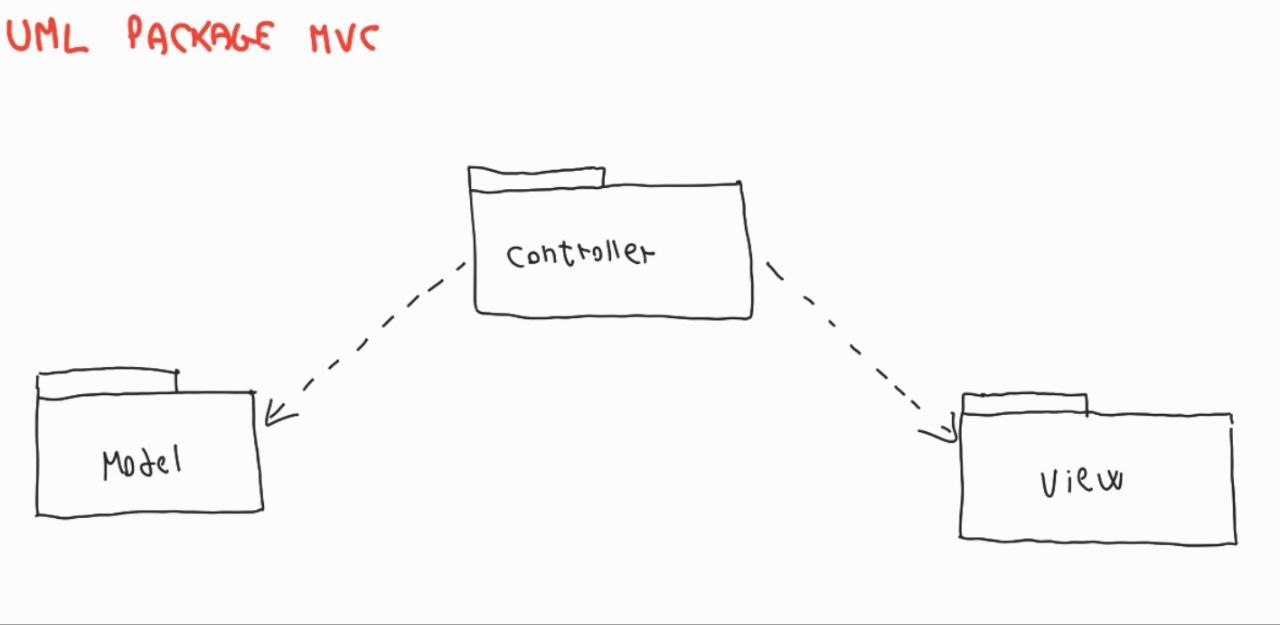 UML PACKAGE MVC
Controller
Model
View